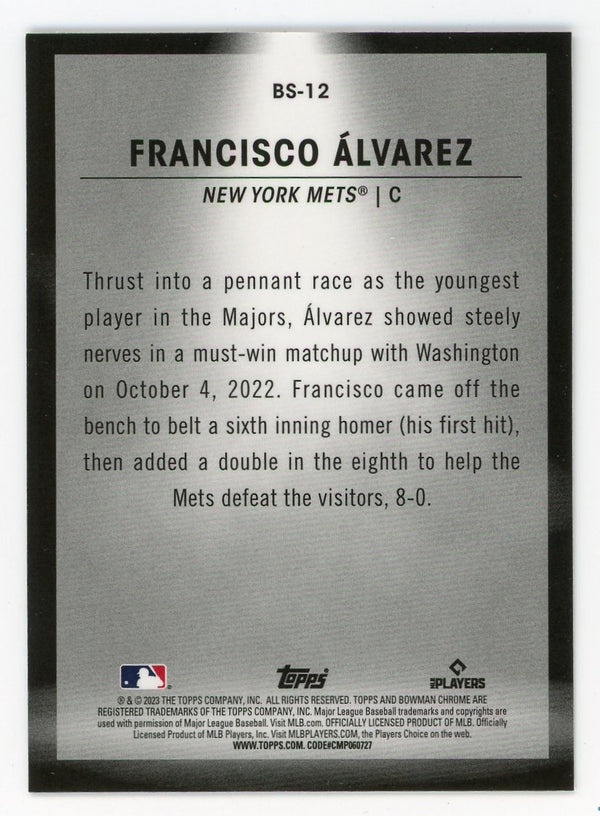 BS-12
FRANCISCO ÁLVAREZ
NEW YORK METS® | C
Thrust into a pennant race as the youngest
player in the Majors, Álvarez showed steely
nerves in a must-win matchup with Washington
on October 4, 2022. Francisco came off the
bench to belt a sixth inning homer (his first hit),
then added a double in the eighth to help the
Mets defeat the visitors, 8-0.
Topps
MLB PLAYERS
® & © 2023 THE TOPPS COMPANY, INC. ALL RIGHTS RESERVED. TOPPS AND BOWMAN CHROME ARE
REGISTERED TRADEMARKS OF THE TOPPS COMPANY, INC. Major League Baseball trademarks and copyrights are
used with permission of Major League Baseball. Visit MLB.com. OFFICIALLY LICENSED PRODUCT OF MLB. Officially
Licensed Product of MLB Players, Inc. Visit MLBPLAYERS.COM, the Players Choice on the web.
WWW.TOPPS.COM. CODE#CMP060727